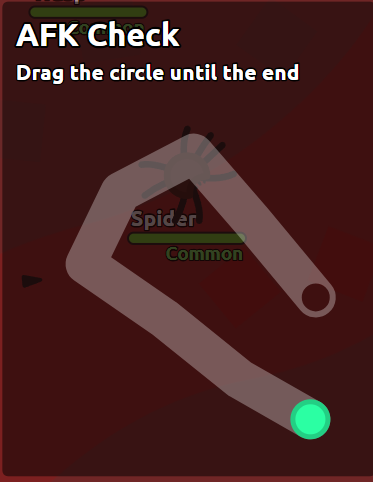 AFK Check
Drag the circle until the end
Spider
Common